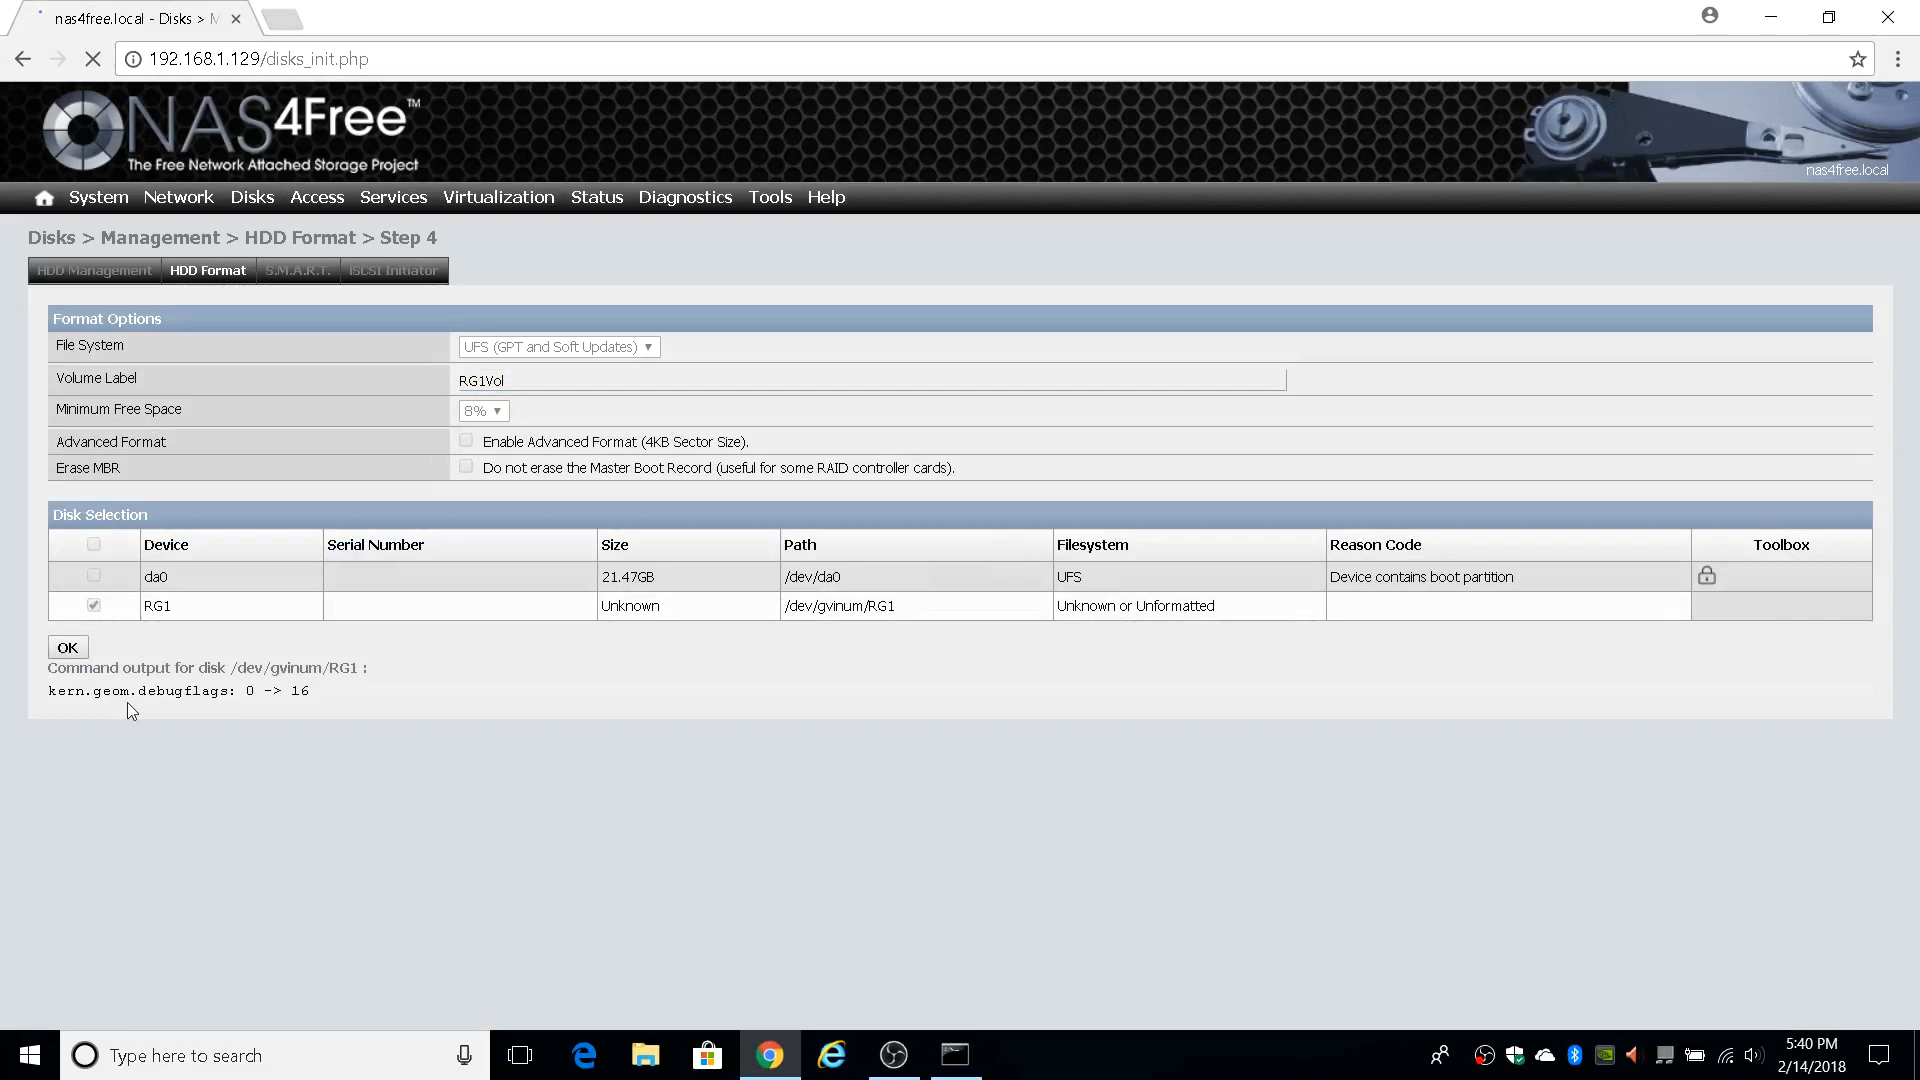 nas4free.local - Disks > M
192.168.1.129/disks_init.php
NAS4Free™
The Free Network Attached Storage Project
nas4free.local
System Network Disks Access Services Virtualization Status Diagnostics Tools Help
Disks > Management > HDD Format > Step 4
HDD Management HDD Format S.M.A.R.T. iSCSI Initiator
Format Options
File System UFS (GPT and Soft Updates)
Volume Label RG1Vol
Minimum Free Space 8%
Advanced Format Enable Advanced Format (4KB Sector Size).
Erase MBR Do not erase the Master Boot Record (useful for some RAID controller cards).
Disk Selection
Device Serial Number Size Path Filesystem Reason Code Toolbox
da0 21.47GB /dev/da0 UFS Device contains boot partition
RG1 Unknown /dev/gvinum/RG1 Unknown or Unformatted
OK
Command output for disk /dev/gvinum/RG1 :
kern.geom.debugflags: 0 -> 16
Type here to search
5:40 PM
2/14/2018